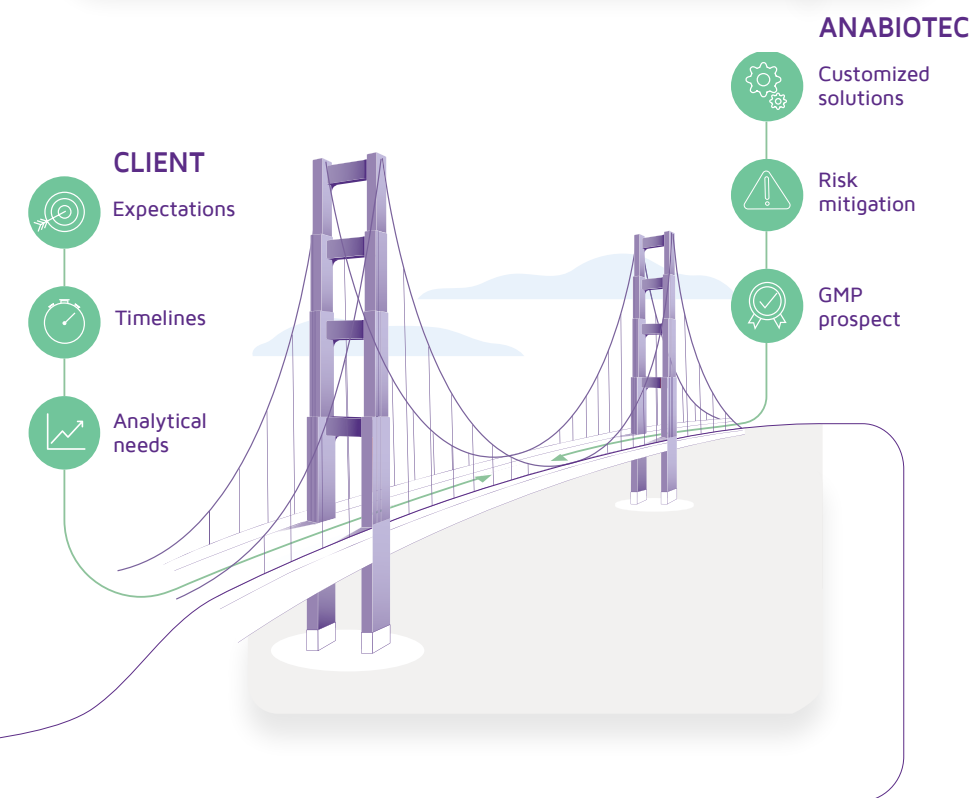 CLIENT
Expectations
Timelines
Analytical
needs
ANABIOTEC
Customized
solutions
Risk
mitigation
GMP
prospect